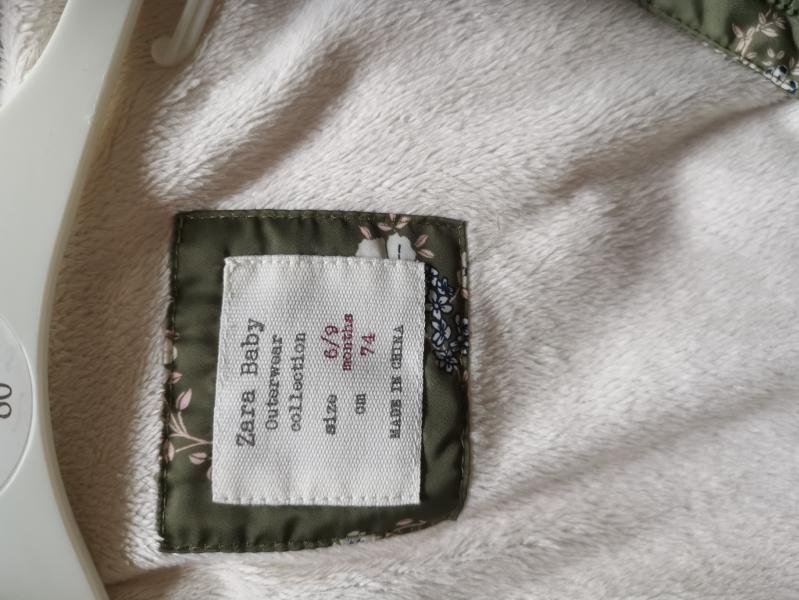 Zara Baby
Outerwear
collection
size 6/9
months
cm 74
MADE IN CHINA
80